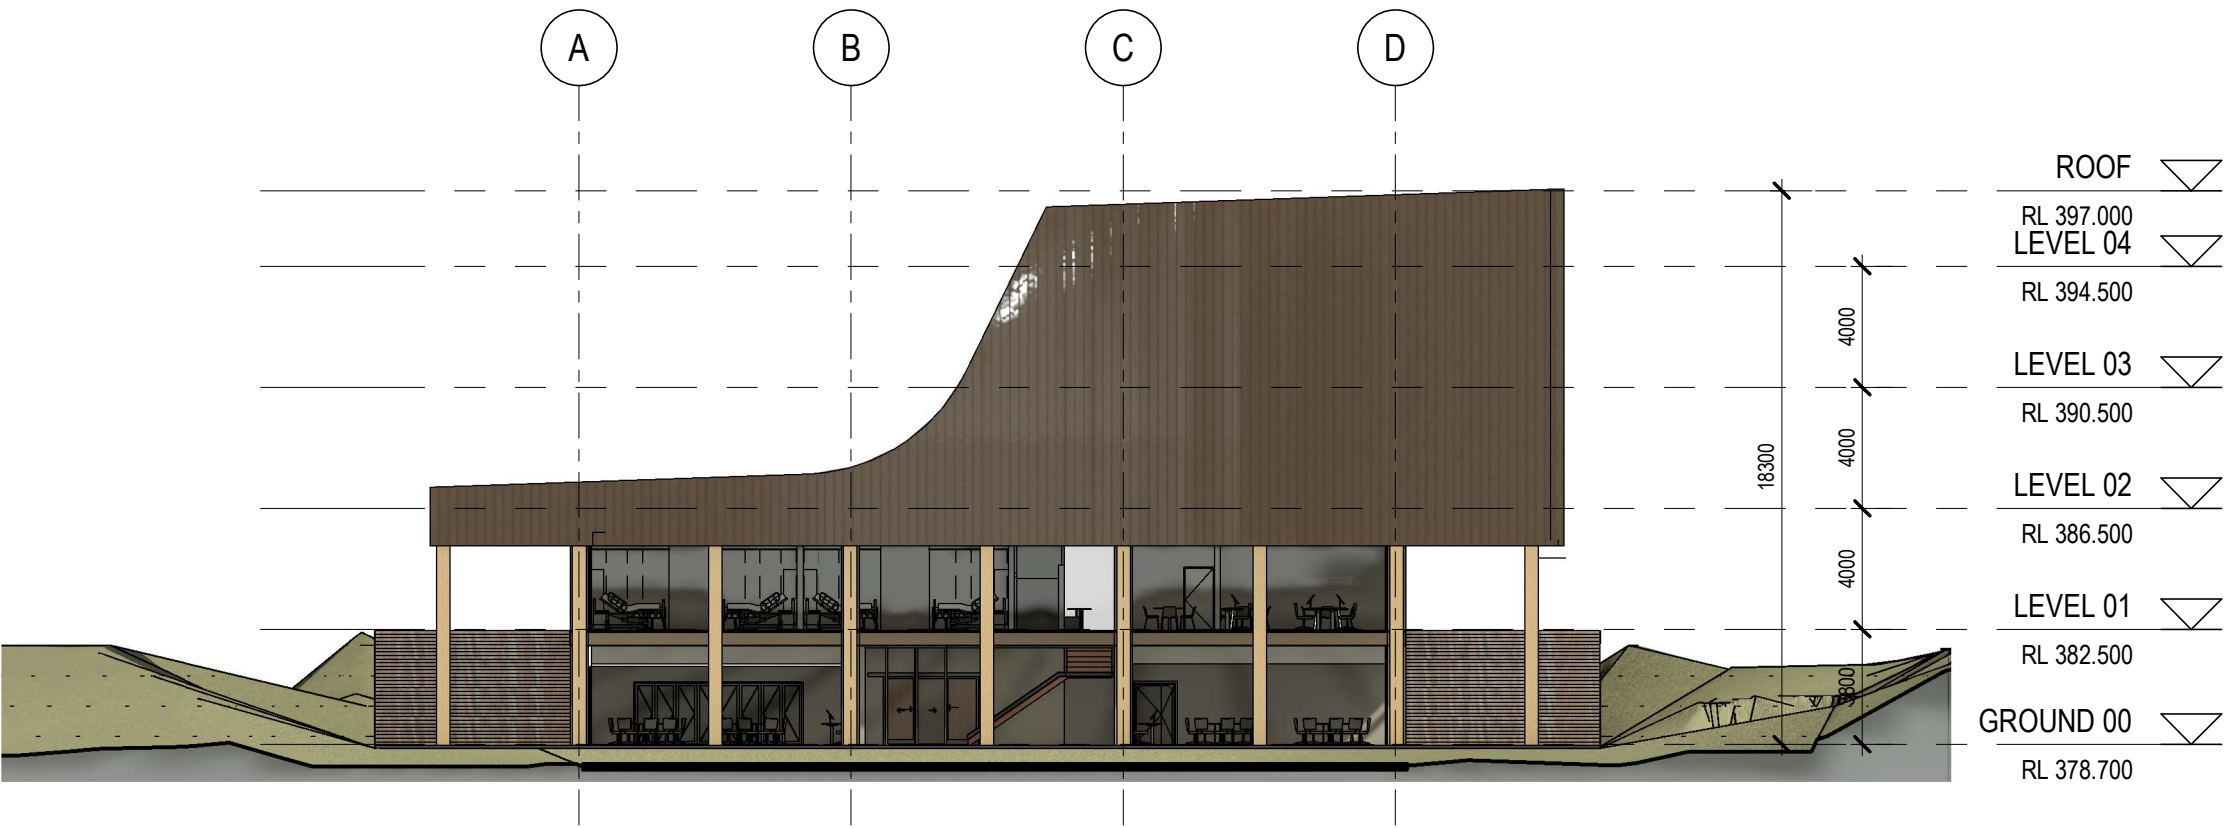 A B C D
ROOF
RL 397.000
LEVEL 04
RL 394.500
4000
LEVEL 03
RL 390.500
4000
18300
LEVEL 02
RL 386.500
4000
LEVEL 01
RL 382.500
3800
GROUND 00
RL 378.700